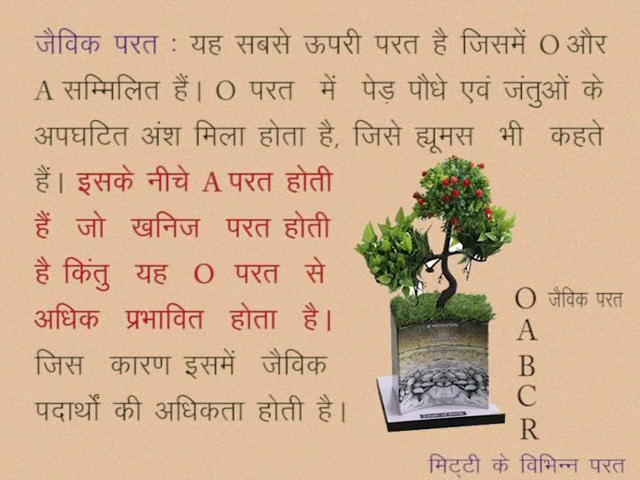 जैविक परत : यह सबसे ऊपरी परत है जिसमें O और
A सम्मिलित हैं। O परत में पेड़ पौधे एवं जंतुओं के
अपघटित अंश मिला होता है, जिसे ह्यूमस भी कहते
हैं। इसके नीचे A परत होती
हैं जो खनिज परत होती
है किंतु यह O परत से
अधिक प्रभावित होता है।
जिस कारण इसमें जैविक
पदार्थों की अधिकता होती है।
O जैविक परत
A
B
C
R
मिट्टी के विभिन्न परत